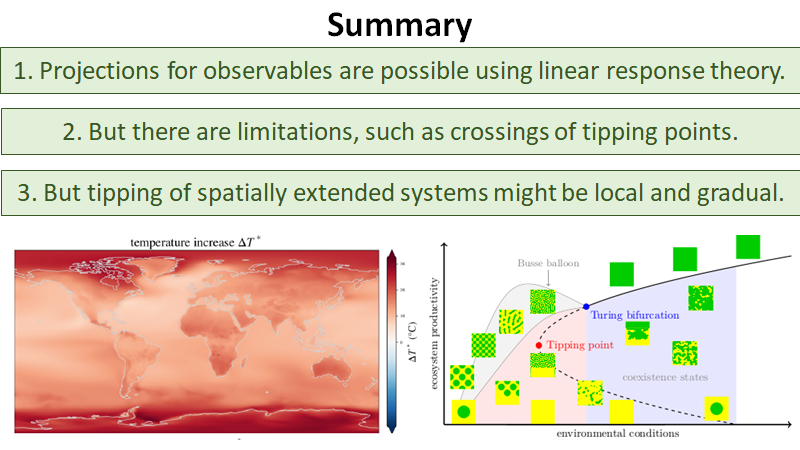 Summary
1. Projections for observables are possible using linear response theory.
2. But there are limitations, such as crossings of tipping points.
3. But tipping of spatially extended systems might be local and gradual.
temperature increase ΔT*
ΔT* (°C)
ecosystem productivity
Busse balloon
Turing bifurcation
Tipping point
coexistence states
environmental conditions